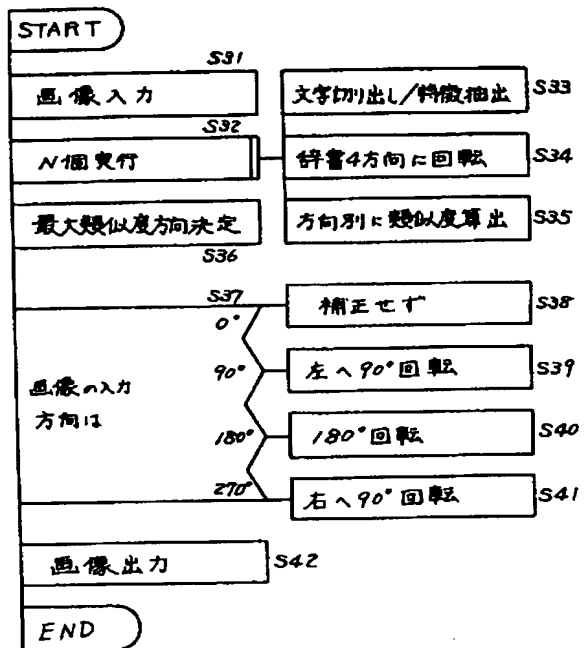 START
S31
画像入力
文字切り出し/特徴抽出 S33
S32
N個実行
辞書4方向に回転 S34
最大類似度方向決定
方向別に類似度算出 S35
S36
S37
補正せず S38
0°
90°
左へ90°回転 S39
画像の入力
方向は
180°
180°回転 S40
270°
右へ90°回転 S41
画像出力 S42
END